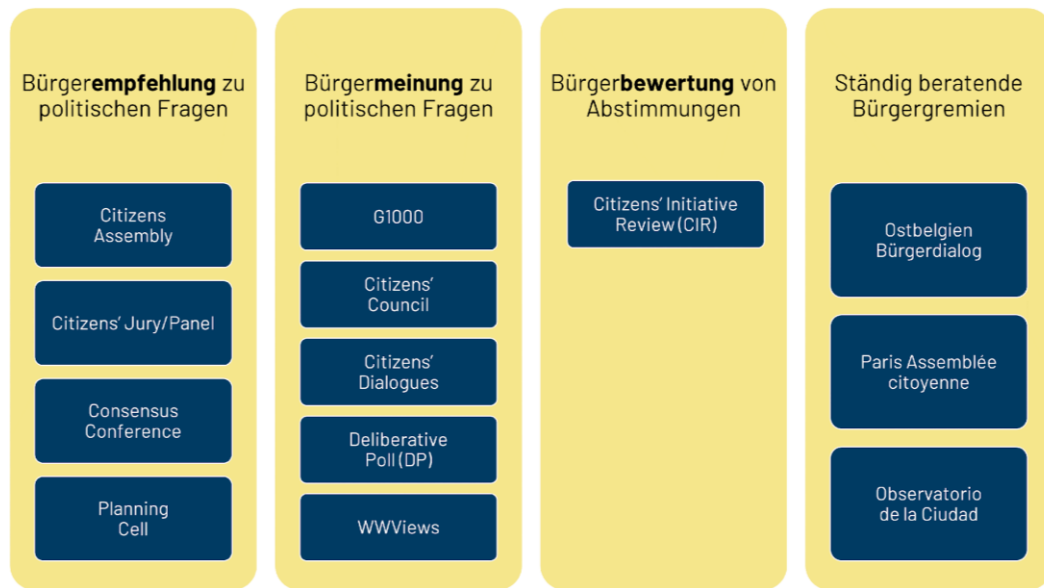 Bürgerempfehlung zu
politischen Fragen
Citizens
Assembly
Citizens' Jury/Panel
Consensus
Conference
Planning
Cell
Bürgermeinung zu
politischen Fragen
G1000
Citizens'
Council
Citizens'
Dialogues
Deliberative
Poll (DP)
WWViews
Bürgerbewertung von
Abstimmungen
Citizens' Initiative
Review (CIR)
Ständig beratende
Bürgergremien
Ostbelgien
Bürgerdialog
Paris Assemblée
citoyenne
Observatorio
de la Ciudad